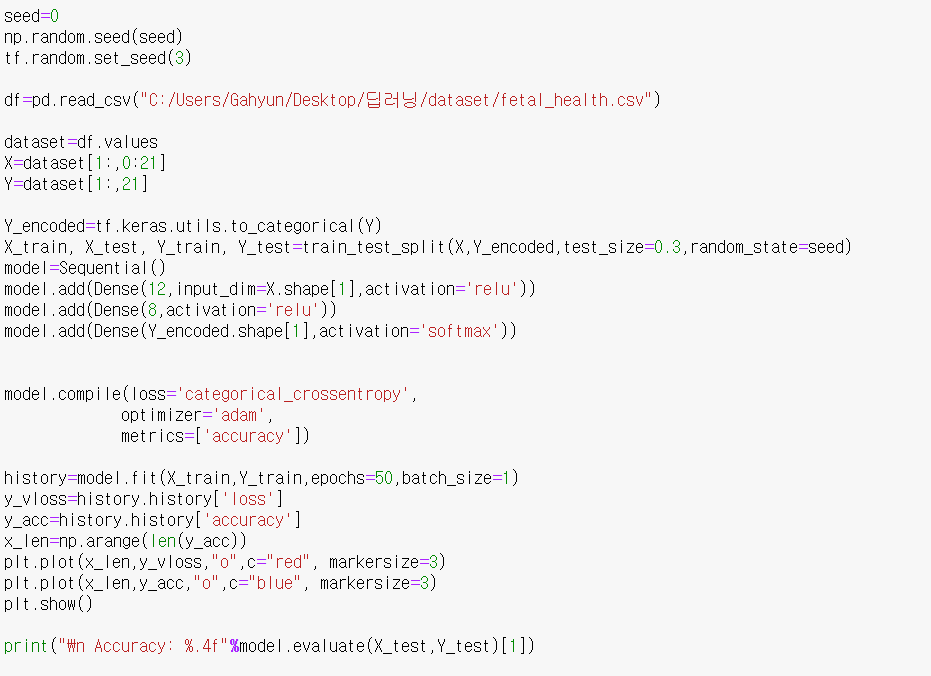 seed=0
np.random.seed(seed)
tf.random.set_seed(3)
df=pd.read_csv("C:/Users/Gahyun/Desktop/딥러닝/dataset/fetal_health.csv")
dataset=df.values
X=dataset[1:,0:21]
Y=dataset[1:,21]
Y_encoded=tf.keras.utils.to_categorical(Y)
X_train, X_test, Y_train, Y_test=train_test_split(X,Y_encoded,test_size=0.3,random_state=seed)
model=Sequential()
model.add(Dense(12,input_dim=X.shape[1],activation='relu'))
model.add(Dense(8,activation='relu'))
model.add(Dense(Y_encoded.shape[1],activation='softmax'))
model.compile(loss='categorical_crossentropy',
optimizer='adam',
metrics=['accuracy'])
history=model.fit(X_train,Y_train,epochs=50,batch_size=1)
y_vloss=history.history['loss']
y_acc=history.history['accuracy']
x_len=np.arange(len(y_acc))
plt.plot(x_len,y_vloss,"o",c="red", markersize=3)
plt.plot(x_len,y_acc,"o",c="blue", markersize=3)
plt.show()
print("₩n Accuracy: %.4f"%model.evaluate(X_test,Y_test)[1])